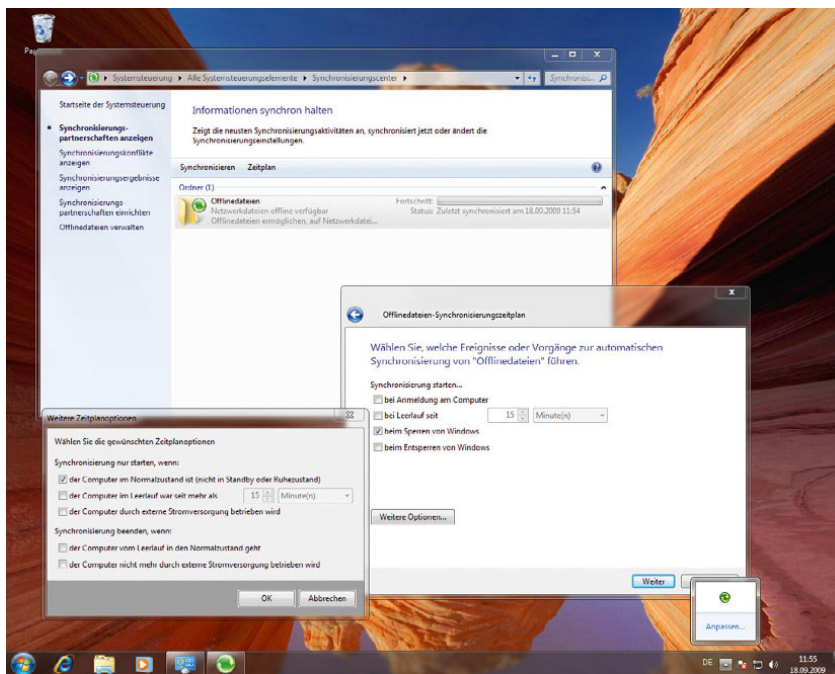 Systemsteuerung ▸ Alle Systemsteuerungselemente ▸ Synchronisierungscenter ▸
Startseite der Systemsteuerung
Synchronisierungs-
partnerschaften anzeigen
Synchronisierungskonflikte
anzeigen
Synchronisierungsergebnisse
anzeigen
Synchronisierungs
partnerschaften einrichten
Offlinedateien verwalten
Informationen synchron halten
Zeigt die neusten Synchronisierungsaktivitäten an, synchronisiert jetzt oder ändert die
Synchronisierungseinstellungen.
Synchronisieren Zeitplan
Ordner (1)
Offlinedateien
Netzwerkdateien offline verfügbar
Offlinedateien ermöglichen, auf Netzwerkdatei...
Fortschritt:
Status: Zuletzt synchronisiert am 18.09.2009 11:54
Offlinedateien-Synchronisierungszeitplan
Wählen Sie, welche Ereignisse oder Vorgänge zur automatischen
Synchronisierung von "Offlinedateien" führen.
Synchronisierung starten...
bei Anmeldung am Computer
bei Leerlauf seit 15 Minute(n)
beim Sperren von Windows
beim Entsperren von Windows
Weitere Optionen...
Weiter
Weitere Zeitplanoptionen
Wählen Sie die gewünschten Zeitplanoptionen
Synchronisierung nur starten, wenn:
der Computer im Normalzustand ist (nicht in Standby oder Ruhezustand)
der Computer im Leerlauf war seit mehr als 15 Minute(n)
der Computer durch externe Stromversorgung betrieben wird
Synchronisierung beenden, wenn:
der Computer vom Leerlauf in den Normalzustand geht
der Computer nicht mehr durch externe Stromversorgung betrieben wird
OK Abbrechen
Anpassen...
DE
11:55
18.09.2009